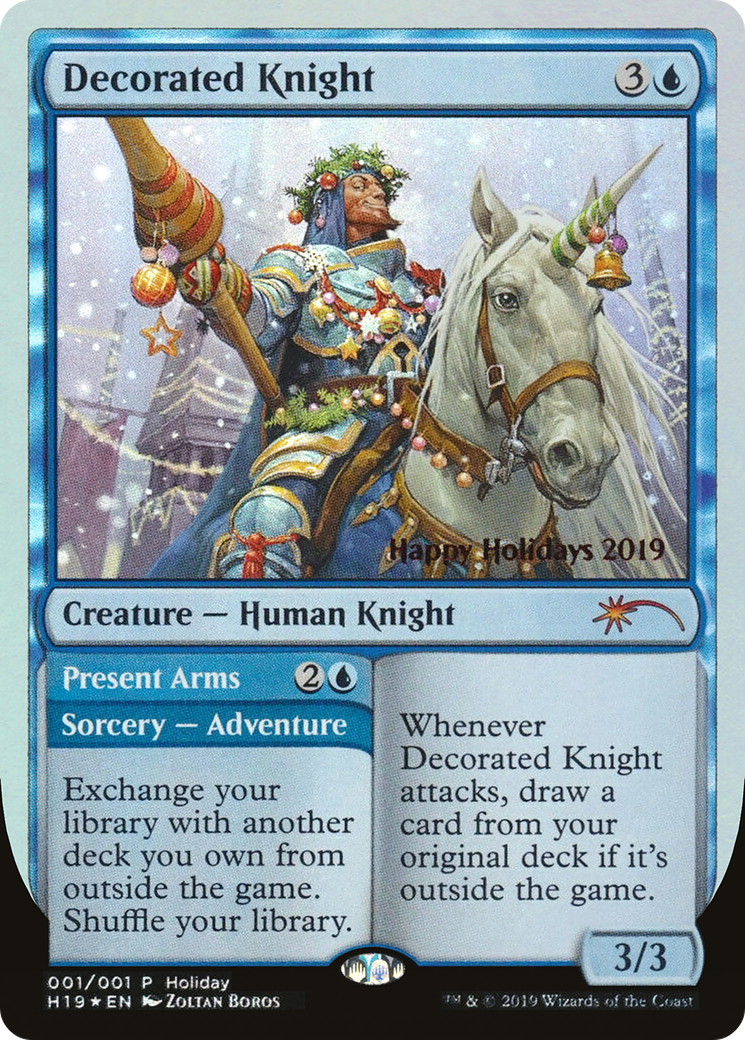 Decorated Knight 3
Happy Holidays 2019
Creature — Human Knight
Present Arms 2
Sorcery — Adventure
Exchange your
library with another
deck you own from
outside the game.
Shuffle your library.
Whenever
Decorated Knight
attacks, draw a
card from your
original deck if it's
outside the game.
3/3
001/001 P Holiday
H19★EN Zoltan Boros
™ & © 2019 Wizards of the Coast